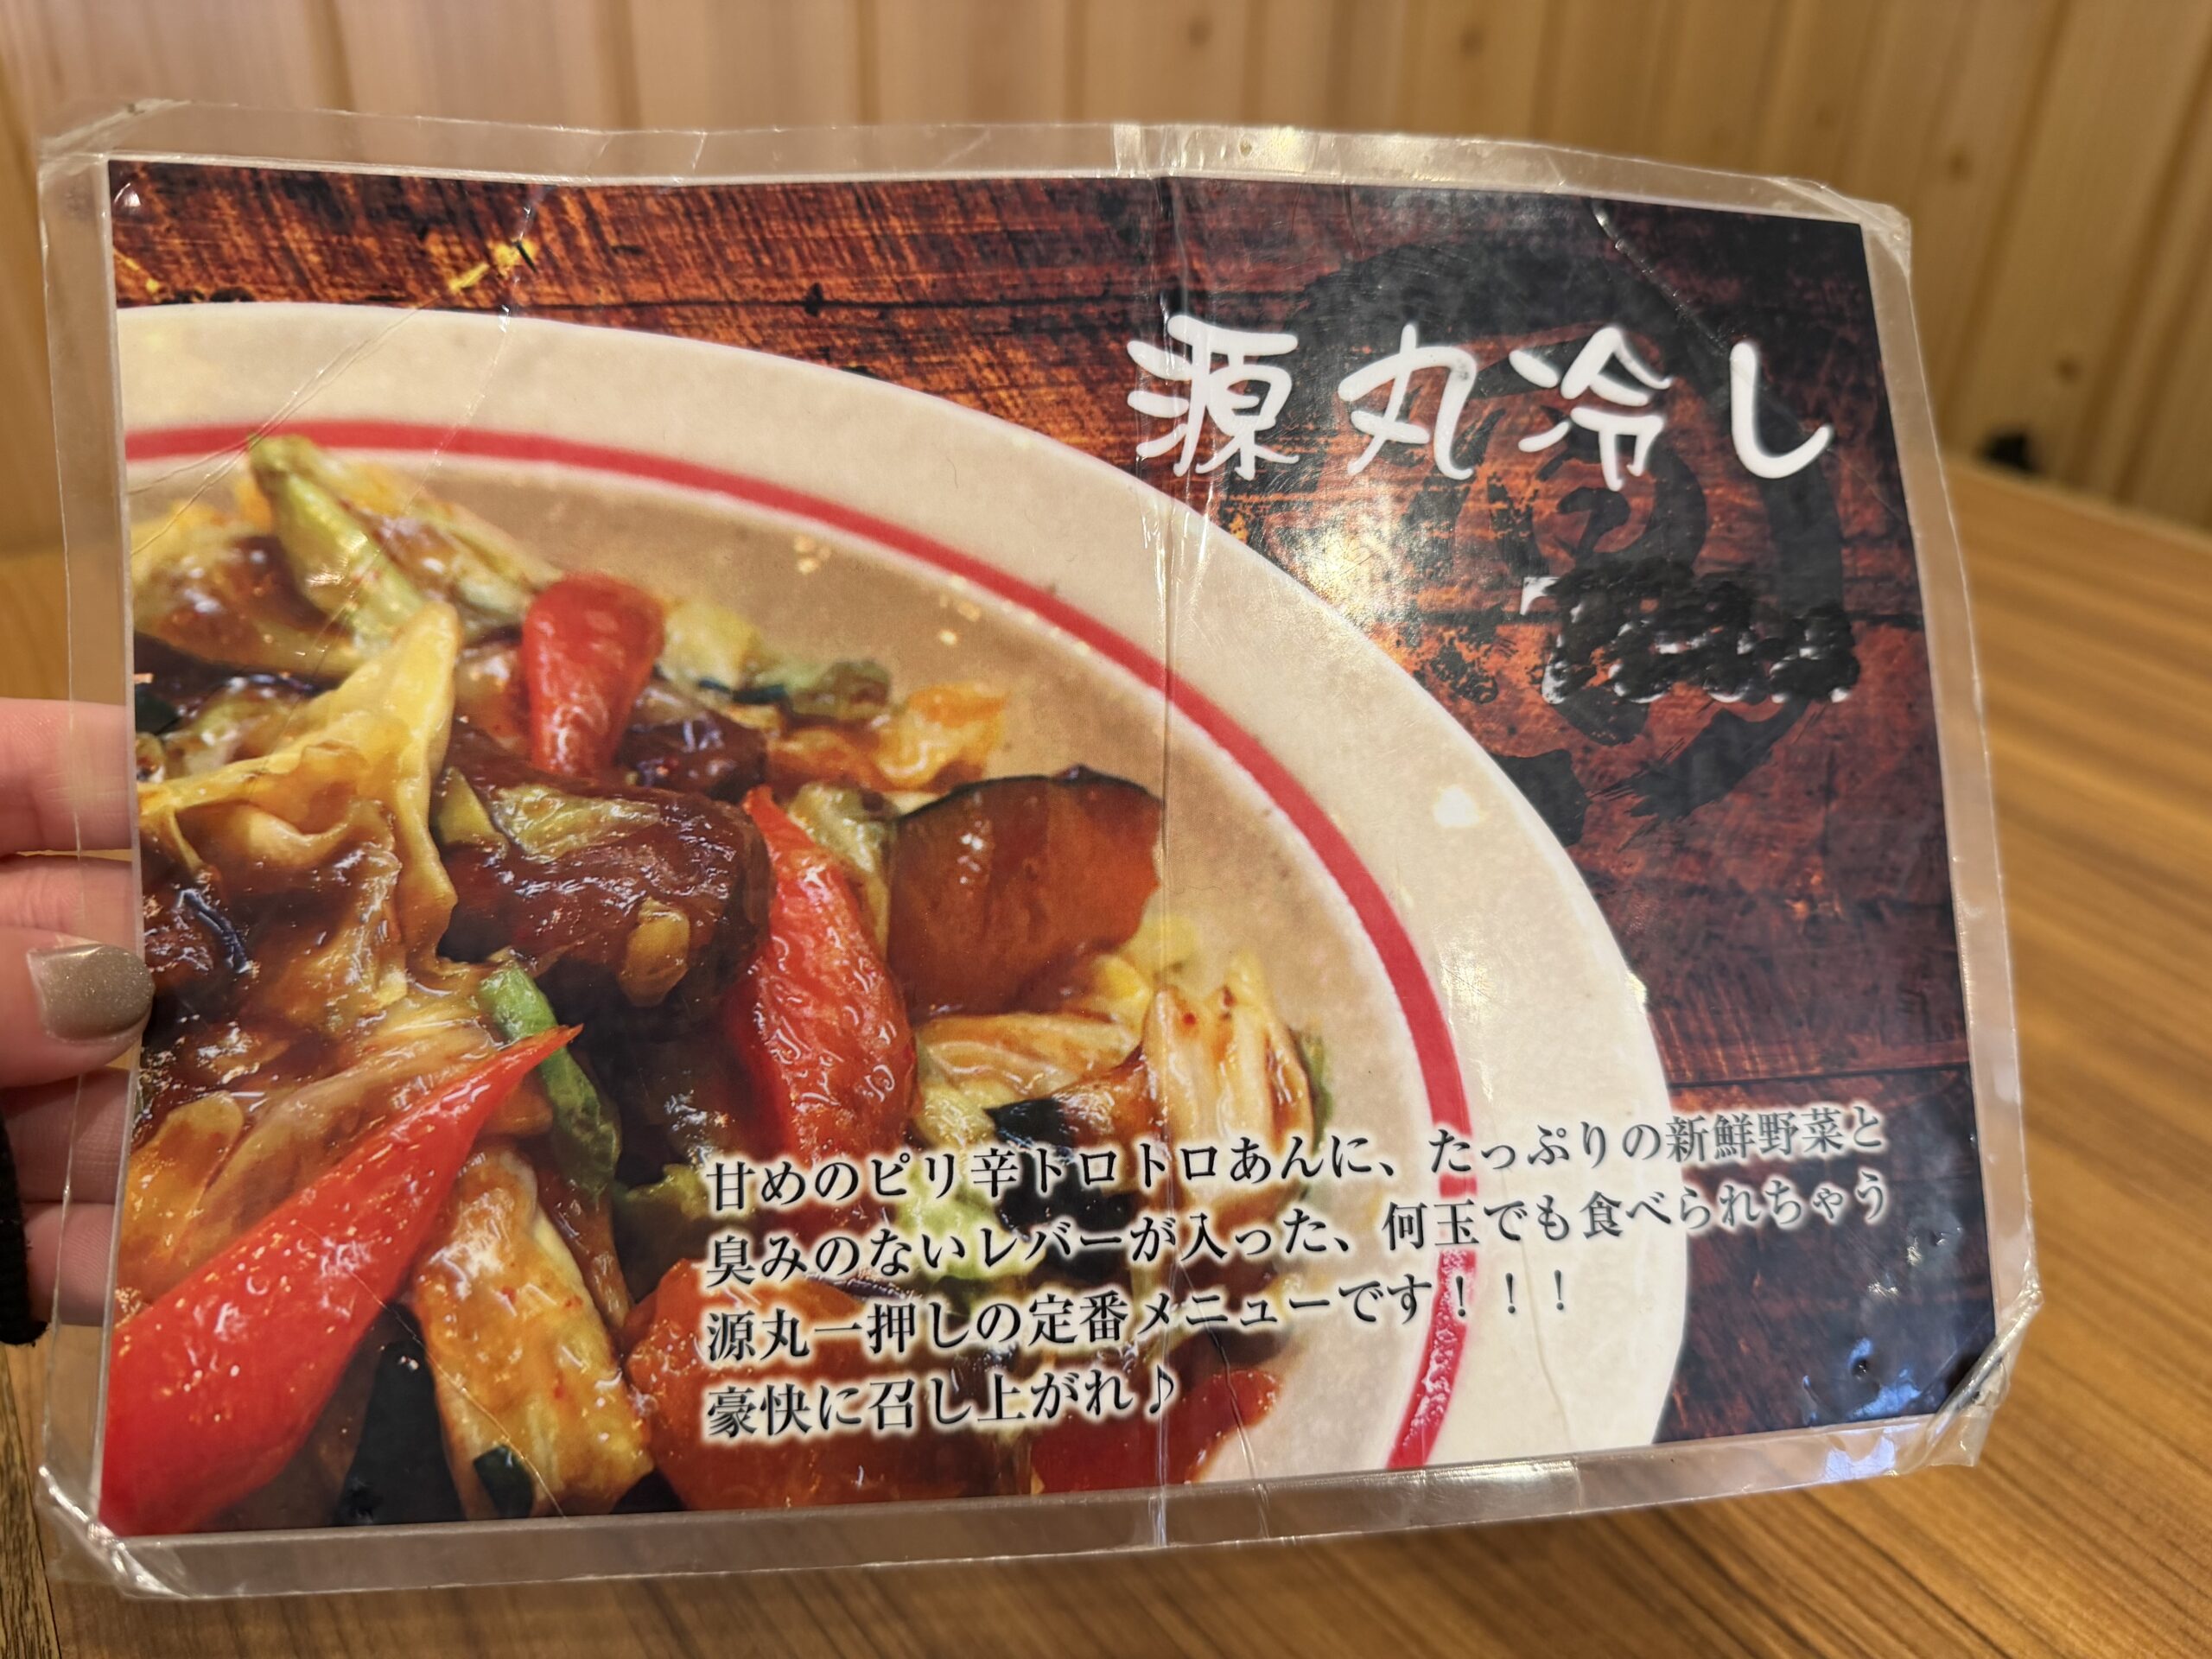 源丸冷し
甘めのピリ辛トロトロあんに、たっぷりの新鮮野菜と
臭みのないレバーが入った、何玉でも食べられちゃう
源丸一押しの定番メニューです！！！
豪快に召し上がれ♪